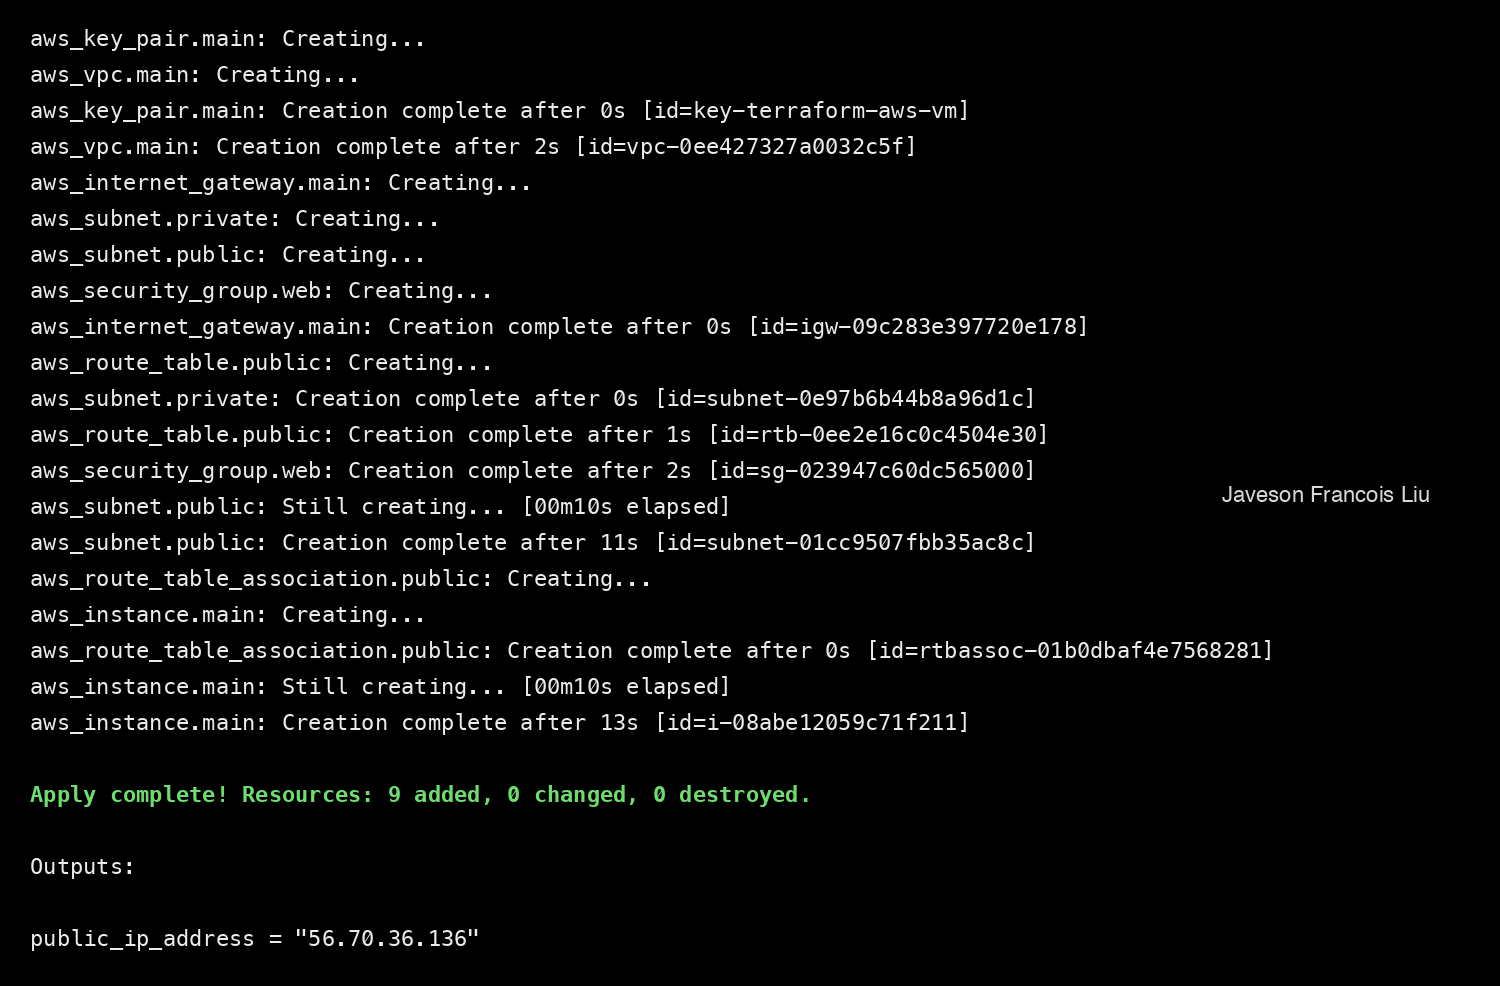 aws_key_pair.main: Creating...
aws_vpc.main: Creating...
aws_key_pair.main: Creation complete after 0s [id=key-terraform-aws-vm]
aws_vpc.main: Creation complete after 2s [id=vpc-0ee427327a0032c5f]
aws_internet_gateway.main: Creating...
aws_subnet.private: Creating...
aws_subnet.public: Creating...
aws_security_group.web: Creating...
aws_internet_gateway.main: Creation complete after 0s [id=igw-09c283e397720e178]
aws_route_table.public: Creating...
aws_subnet.private: Creation complete after 0s [id=subnet-0e97b6b44b8a96d1c]
aws_route_table.public: Creation complete after 1s [id=rtb-0ee2e16c0c4504e30]
aws_security_group.web: Creation complete after 2s [id=sg-023947c60dc565000]
aws_subnet.public: Still creating... [00m10s elapsed]
Javeson Francois Liu
aws_subnet.public: Creation complete after 11s [id=subnet-01cc9507fbb35ac8c]
aws_route_table_association.public: Creating...
aws_instance.main: Creating...
aws_route_table_association.public: Creation complete after 0s [id=rtbassoc-01b0dbaf4e7568281]
aws_instance.main: Still creating... [00m10s elapsed]
aws_instance.main: Creation complete after 13s [id=i-08abe12059c71f211]
Apply complete! Resources: 9 added, 0 changed, 0 destroyed.
Outputs:
public_ip_address = "56.70.36.136"